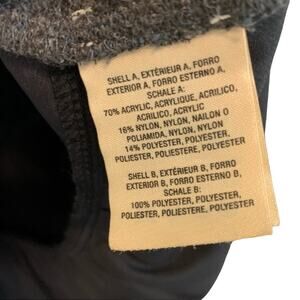 SHELL A, EXTÉRIEUR A, FORRO
EXTERIOR A, FORRO ESTERNO A,
SCHALE A:
70% ACRYLIC, ACRYLIQUE, ACRILICO,
ACRILICO, ACRYLIC
16% NYLON, NYLON, NAILON O
POLIAMIDA, NYLON, NYLON
14% POLYESTER, POLYESTER,
POLIESTER, POLIESTERE, POLYESTER
SHELL B, EXTÉRIEUR B, FORRO
EXTERIOR B, FORRO ESTERNO B,
SCHALE B:
100% POLYESTER, POLYESTER,
POLIESTER, POLIESTERE, POLYESTER